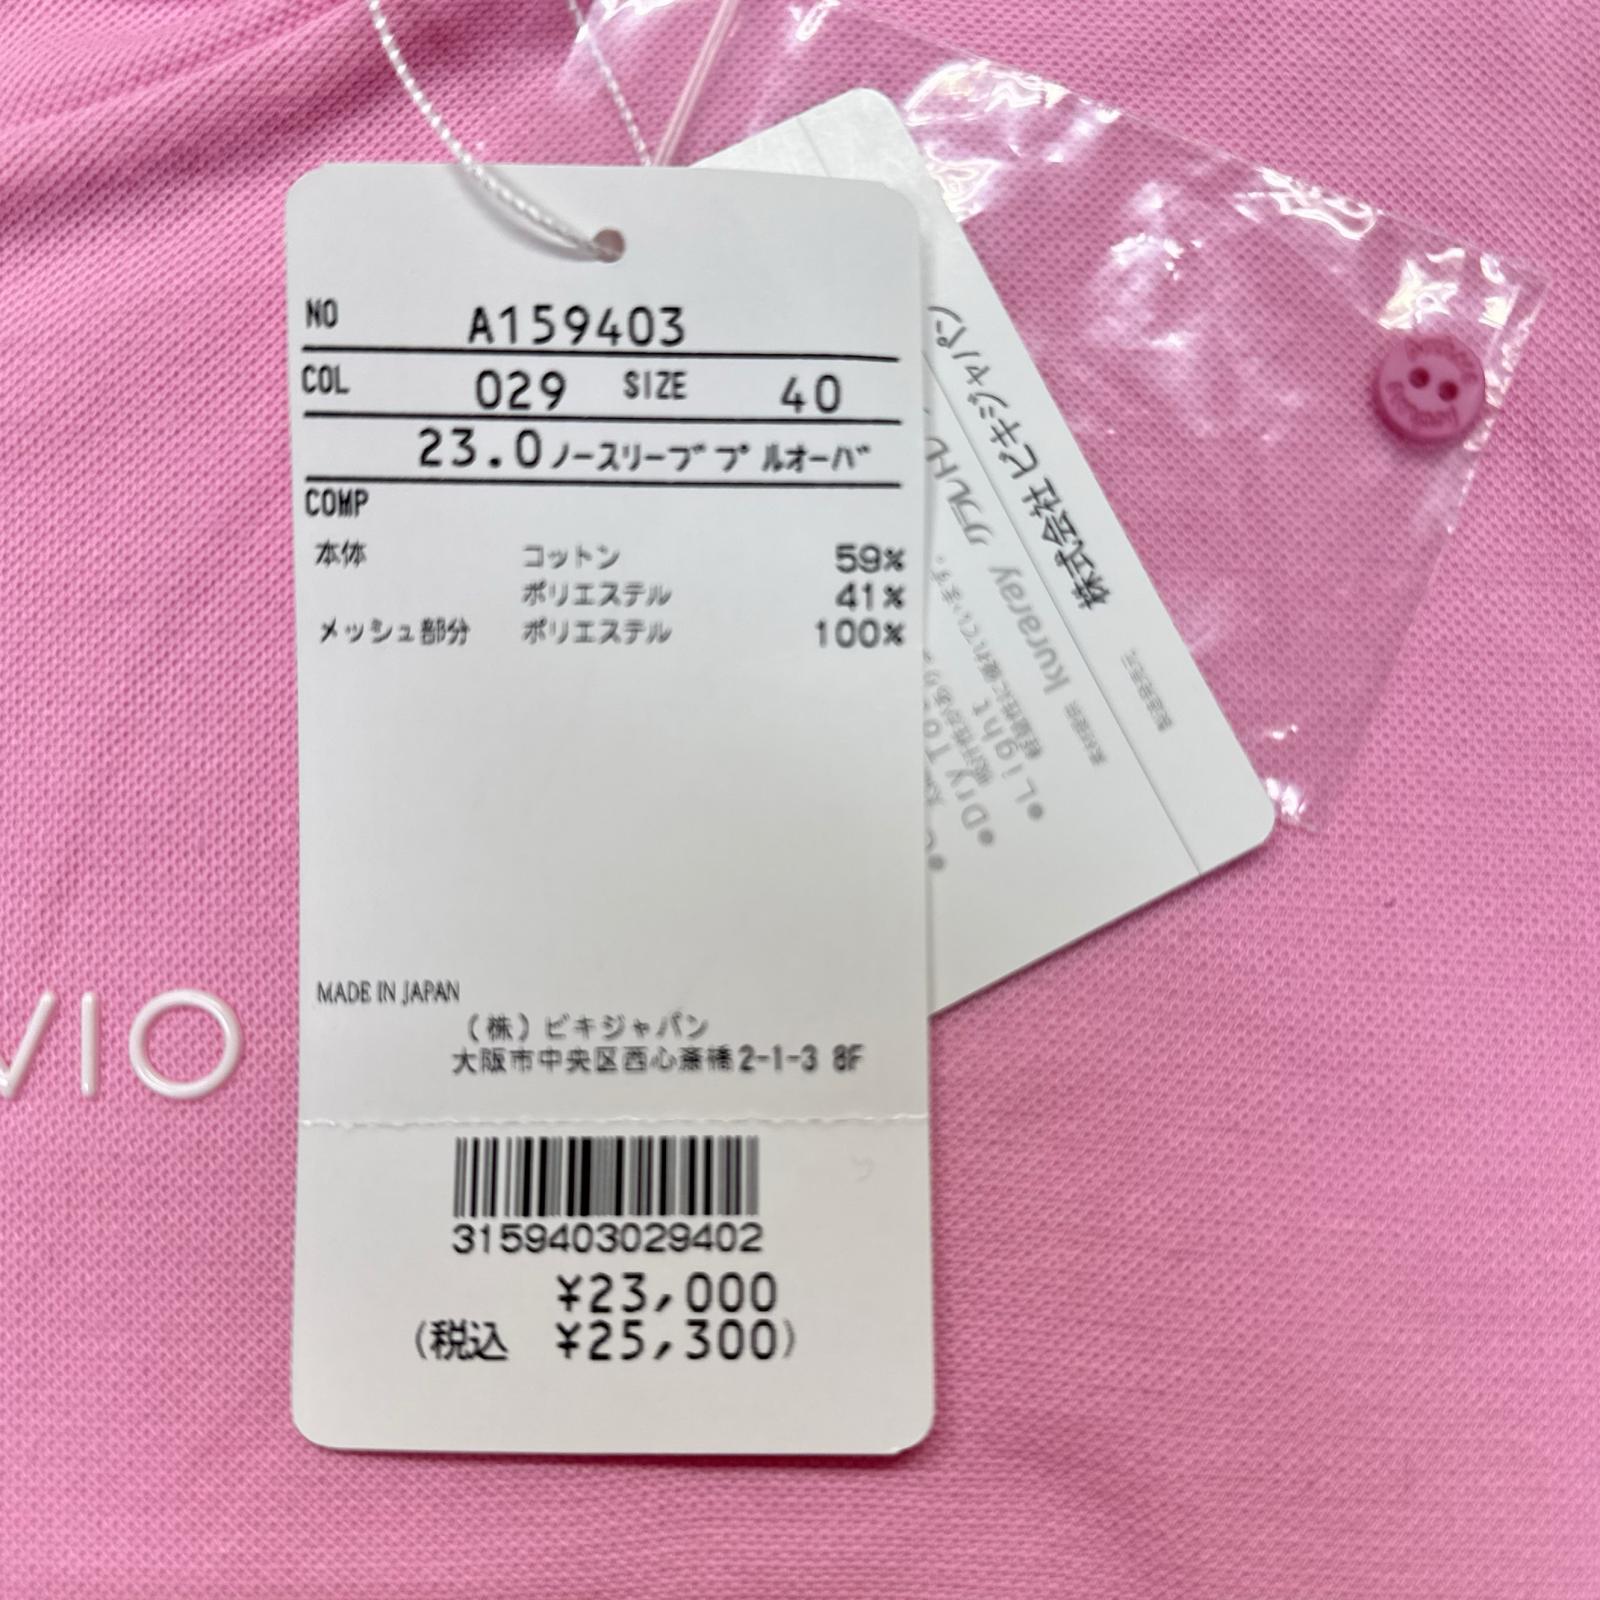 NO A159403
COL 029 SIZE 40
23.0ノースリーブプルオーバ
COMP
本体 コットン 59%
ポリエステル 41%
メッシュ部分 ポリエステル 100%
MADE IN JAPAN
(株)ビキジャパン
大阪市中央区西心斎橋2-1-3 8F
3159403029402
¥23,000
(税込 ¥25,300)
株式会社ビキジャパン
kuraray
●Light
●Dry
VIO